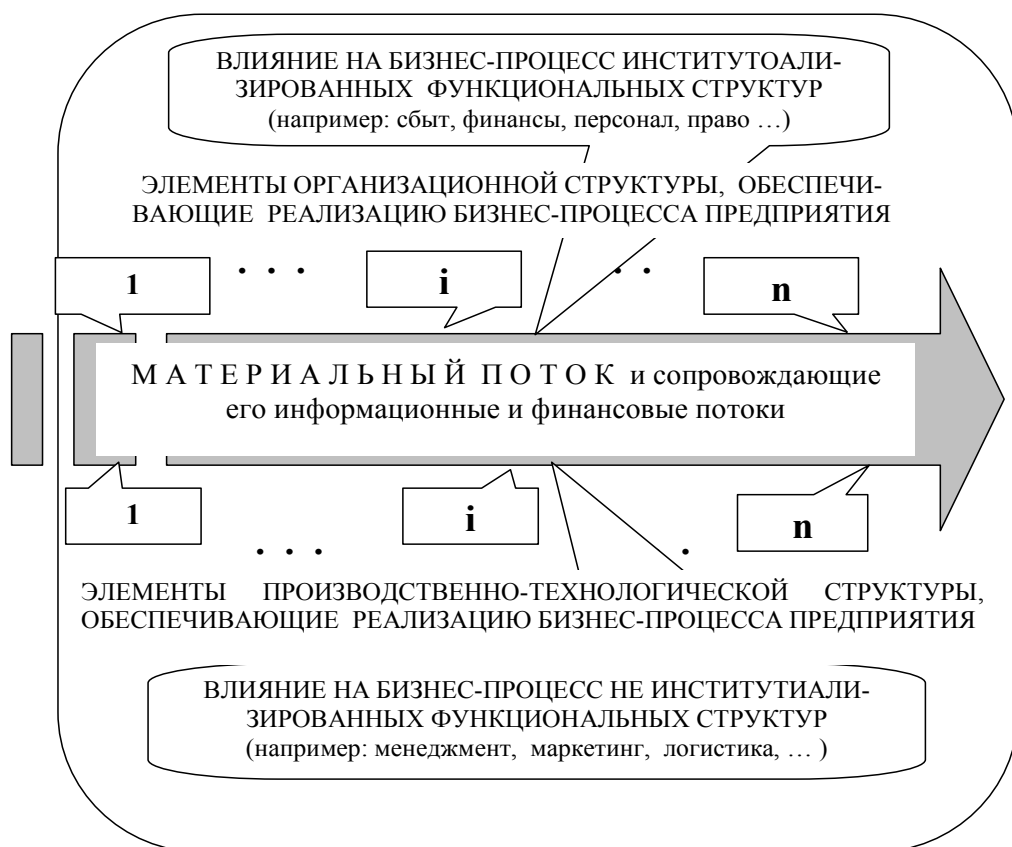 ВЛИЯНИЕ НА БИЗНЕС-ПРОЦЕСС ИНСТИТУТОАЛИ-
ЗИРОВАННЫХ ФУНКЦИОНАЛЬНЫХ СТРУКТУР
(например: сбыт, финансы, персонал, право …)
ЭЛЕМЕНТЫ ОРГАНИЗАЦИОННОЙ СТРУКТУРЫ, ОБЕСПЕЧИ-
ВАЮЩИЕ РЕАЛИЗАЦИЮ БИЗНЕС-ПРОЦЕССА ПРЕДПРИЯТИЯ
1 . . . i . . n
М А Т Е Р И А Л Ь Н Ы Й П О Т О К и сопровождающие
его информационные и финансовые потоки
1 . . . i . n
ЭЛЕМЕНТЫ ПРОИЗВОДСТВЕННО-ТЕХНОЛОГИЧЕСКОЙ СТРУКТУРЫ,
ОБЕСПЕЧИВАЮЩИЕ РЕАЛИЗАЦИЮ БИЗНЕС-ПРОЦЕССА ПРЕДПРИЯТИЯ
ВЛИЯНИЕ НА БИЗНЕС-ПРОЦЕСС НЕ ИНСТИТУТИАЛИ-
ЗИРОВАННЫХ ФУНКЦИОНАЛЬНЫХ СТРУКТУР
(например: менеджмент, маркетинг, логистика, … )